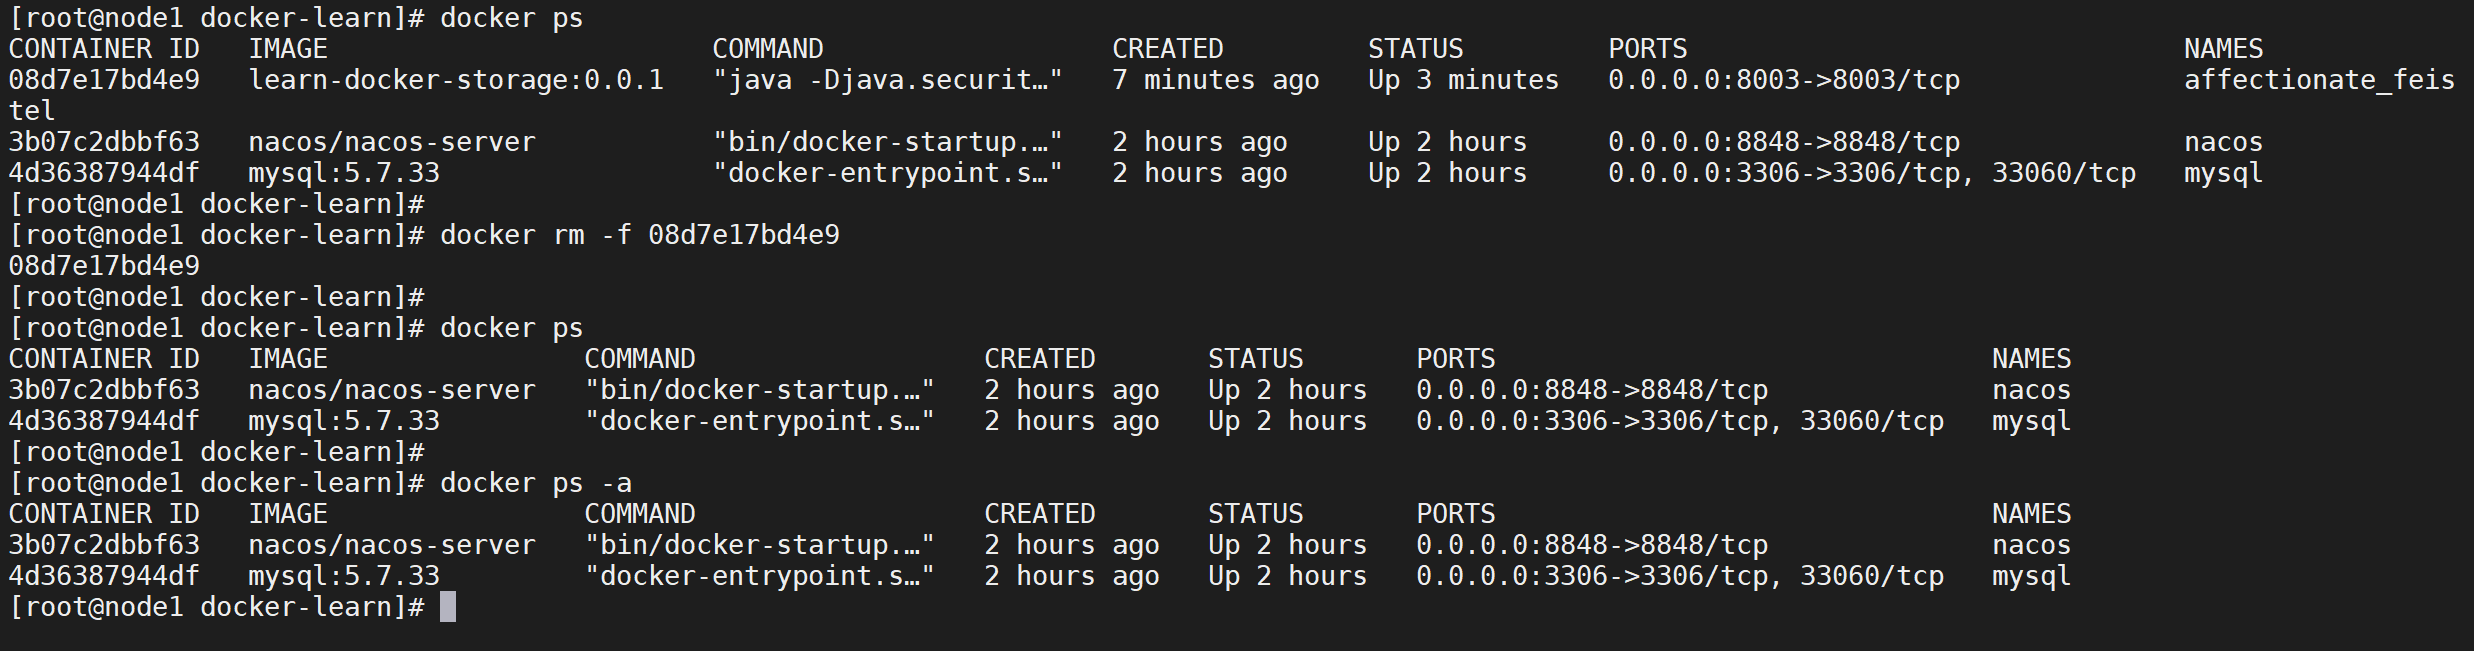 [root@node1 docker-learn]# docker ps
CONTAINER ID   IMAGE                        COMMAND                  CREATED         STATUS         PORTS                               NAMES
08d7e17bd4e9   learn-docker-storage:0.0.1   "java -Djava.securit…"   7 minutes ago   Up 3 minutes   0.0.0.0:8003->8003/tcp              affectionate_feis
tel
3b07c2dbbf63   nacos/nacos-server           "bin/docker-startup.…"   2 hours ago     Up 2 hours     0.0.0.0:8848->8848/tcp              nacos
4d36387944df   mysql:5.7.33                 "docker-entrypoint.s…"   2 hours ago     Up 2 hours     0.0.0.0:3306->3306/tcp, 33060/tcp   mysql
[root@node1 docker-learn]#
[root@node1 docker-learn]# docker rm -f 08d7e17bd4e9
08d7e17bd4e9
[root@node1 docker-learn]#
[root@node1 docker-learn]# docker ps
CONTAINER ID   IMAGE                COMMAND                  CREATED       STATUS       PORTS                               NAMES
3b07c2dbbf63   nacos/nacos-server   "bin/docker-startup.…"   2 hours ago   Up 2 hours   0.0.0.0:8848->8848/tcp              nacos
4d36387944df   mysql:5.7.33         "docker-entrypoint.s…"   2 hours ago   Up 2 hours   0.0.0.0:3306->3306/tcp, 33060/tcp   mysql
[root@node1 docker-learn]#
[root@node1 docker-learn]# docker ps -a
CONTAINER ID   IMAGE                COMMAND                  CREATED       STATUS       PORTS                               NAMES
3b07c2dbbf63   nacos/nacos-server   "bin/docker-startup.…"   2 hours ago   Up 2 hours   0.0.0.0:8848->8848/tcp              nacos
4d36387944df   mysql:5.7.33         "docker-entrypoint.s…"   2 hours ago   Up 2 hours   0.0.0.0:3306->3306/tcp, 33060/tcp   mysql
[root@node1 docker-learn]#